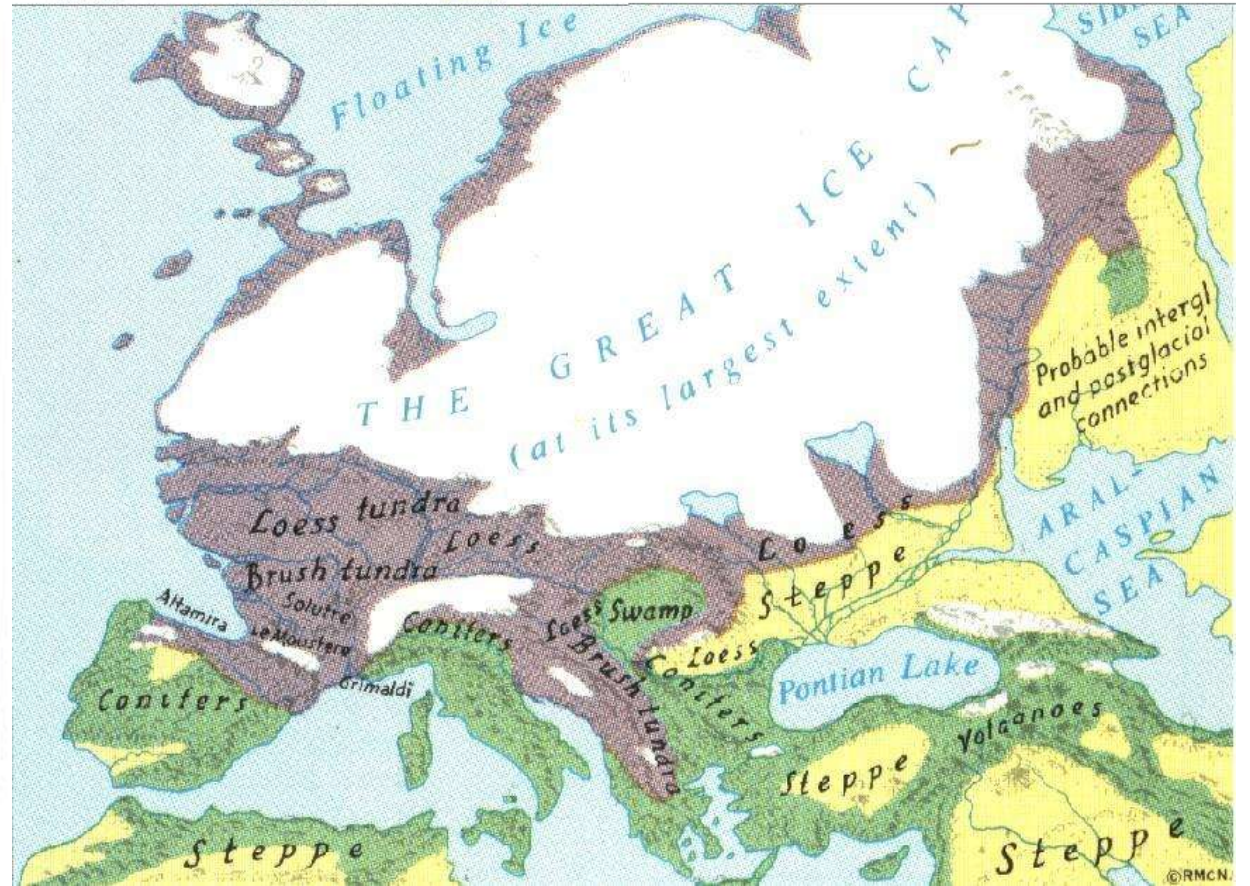 Floating Ice
SIB
SEA
THE GREAT ICE CAP
(at its largest extent)
Probable intergl
and postglacial
connections
ARAL-
CASPIAN
SEA
Loess tundra
Loess
Brush tundra
Solutre
Altamira
Le Moustere
Grimaldi
Conifers
Conifers
Loess
Swamp
Brush tundra
Loess
Steppe
Loess
Conifers
Pontian Lake
Volcanoes
Steppe
Steppe
Steppe
©RMCN.